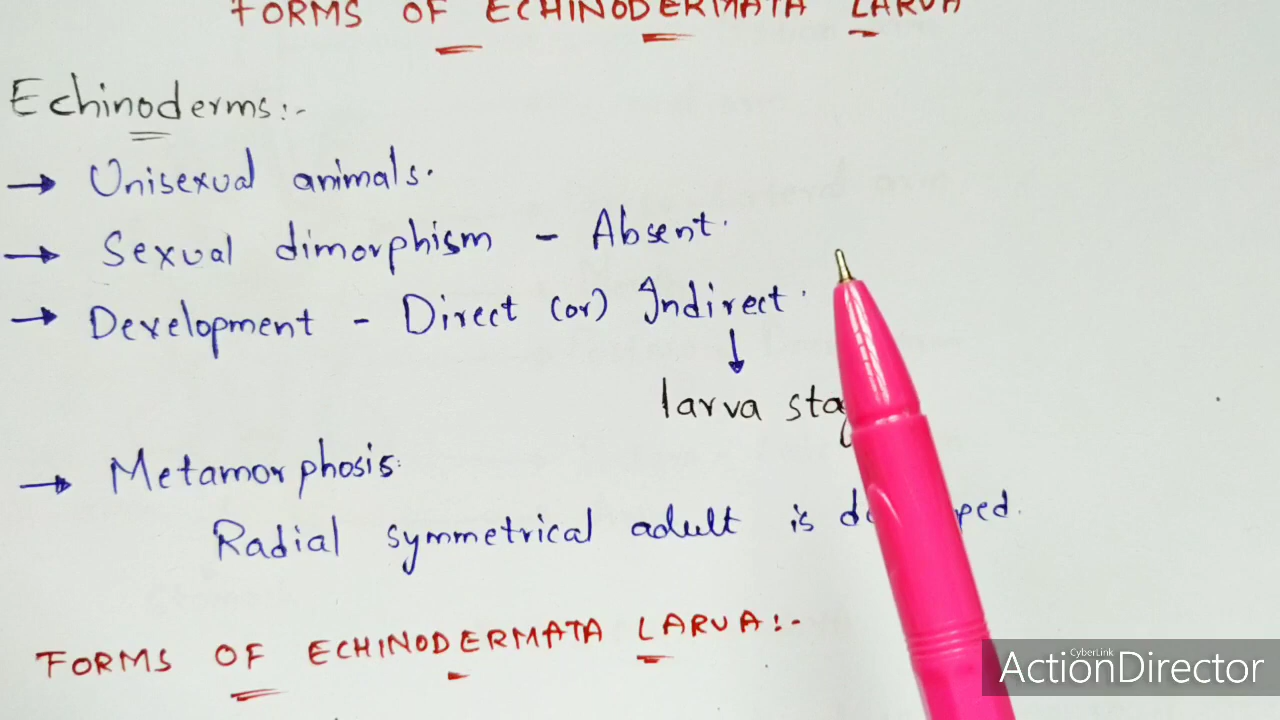 FORMS OF ECHINODERMATA LARVA
Echinoderms:-
→ Unisexual animals.
→ Sexual dimorphism - Absent.
→ Development - Direct (or) Indirect.
↓
larva
→ Metamorphosis:
Radial symmetrical adult is
FORMS OF ECHINODERMATA LARVA:-
CyberLink
ActionDirector